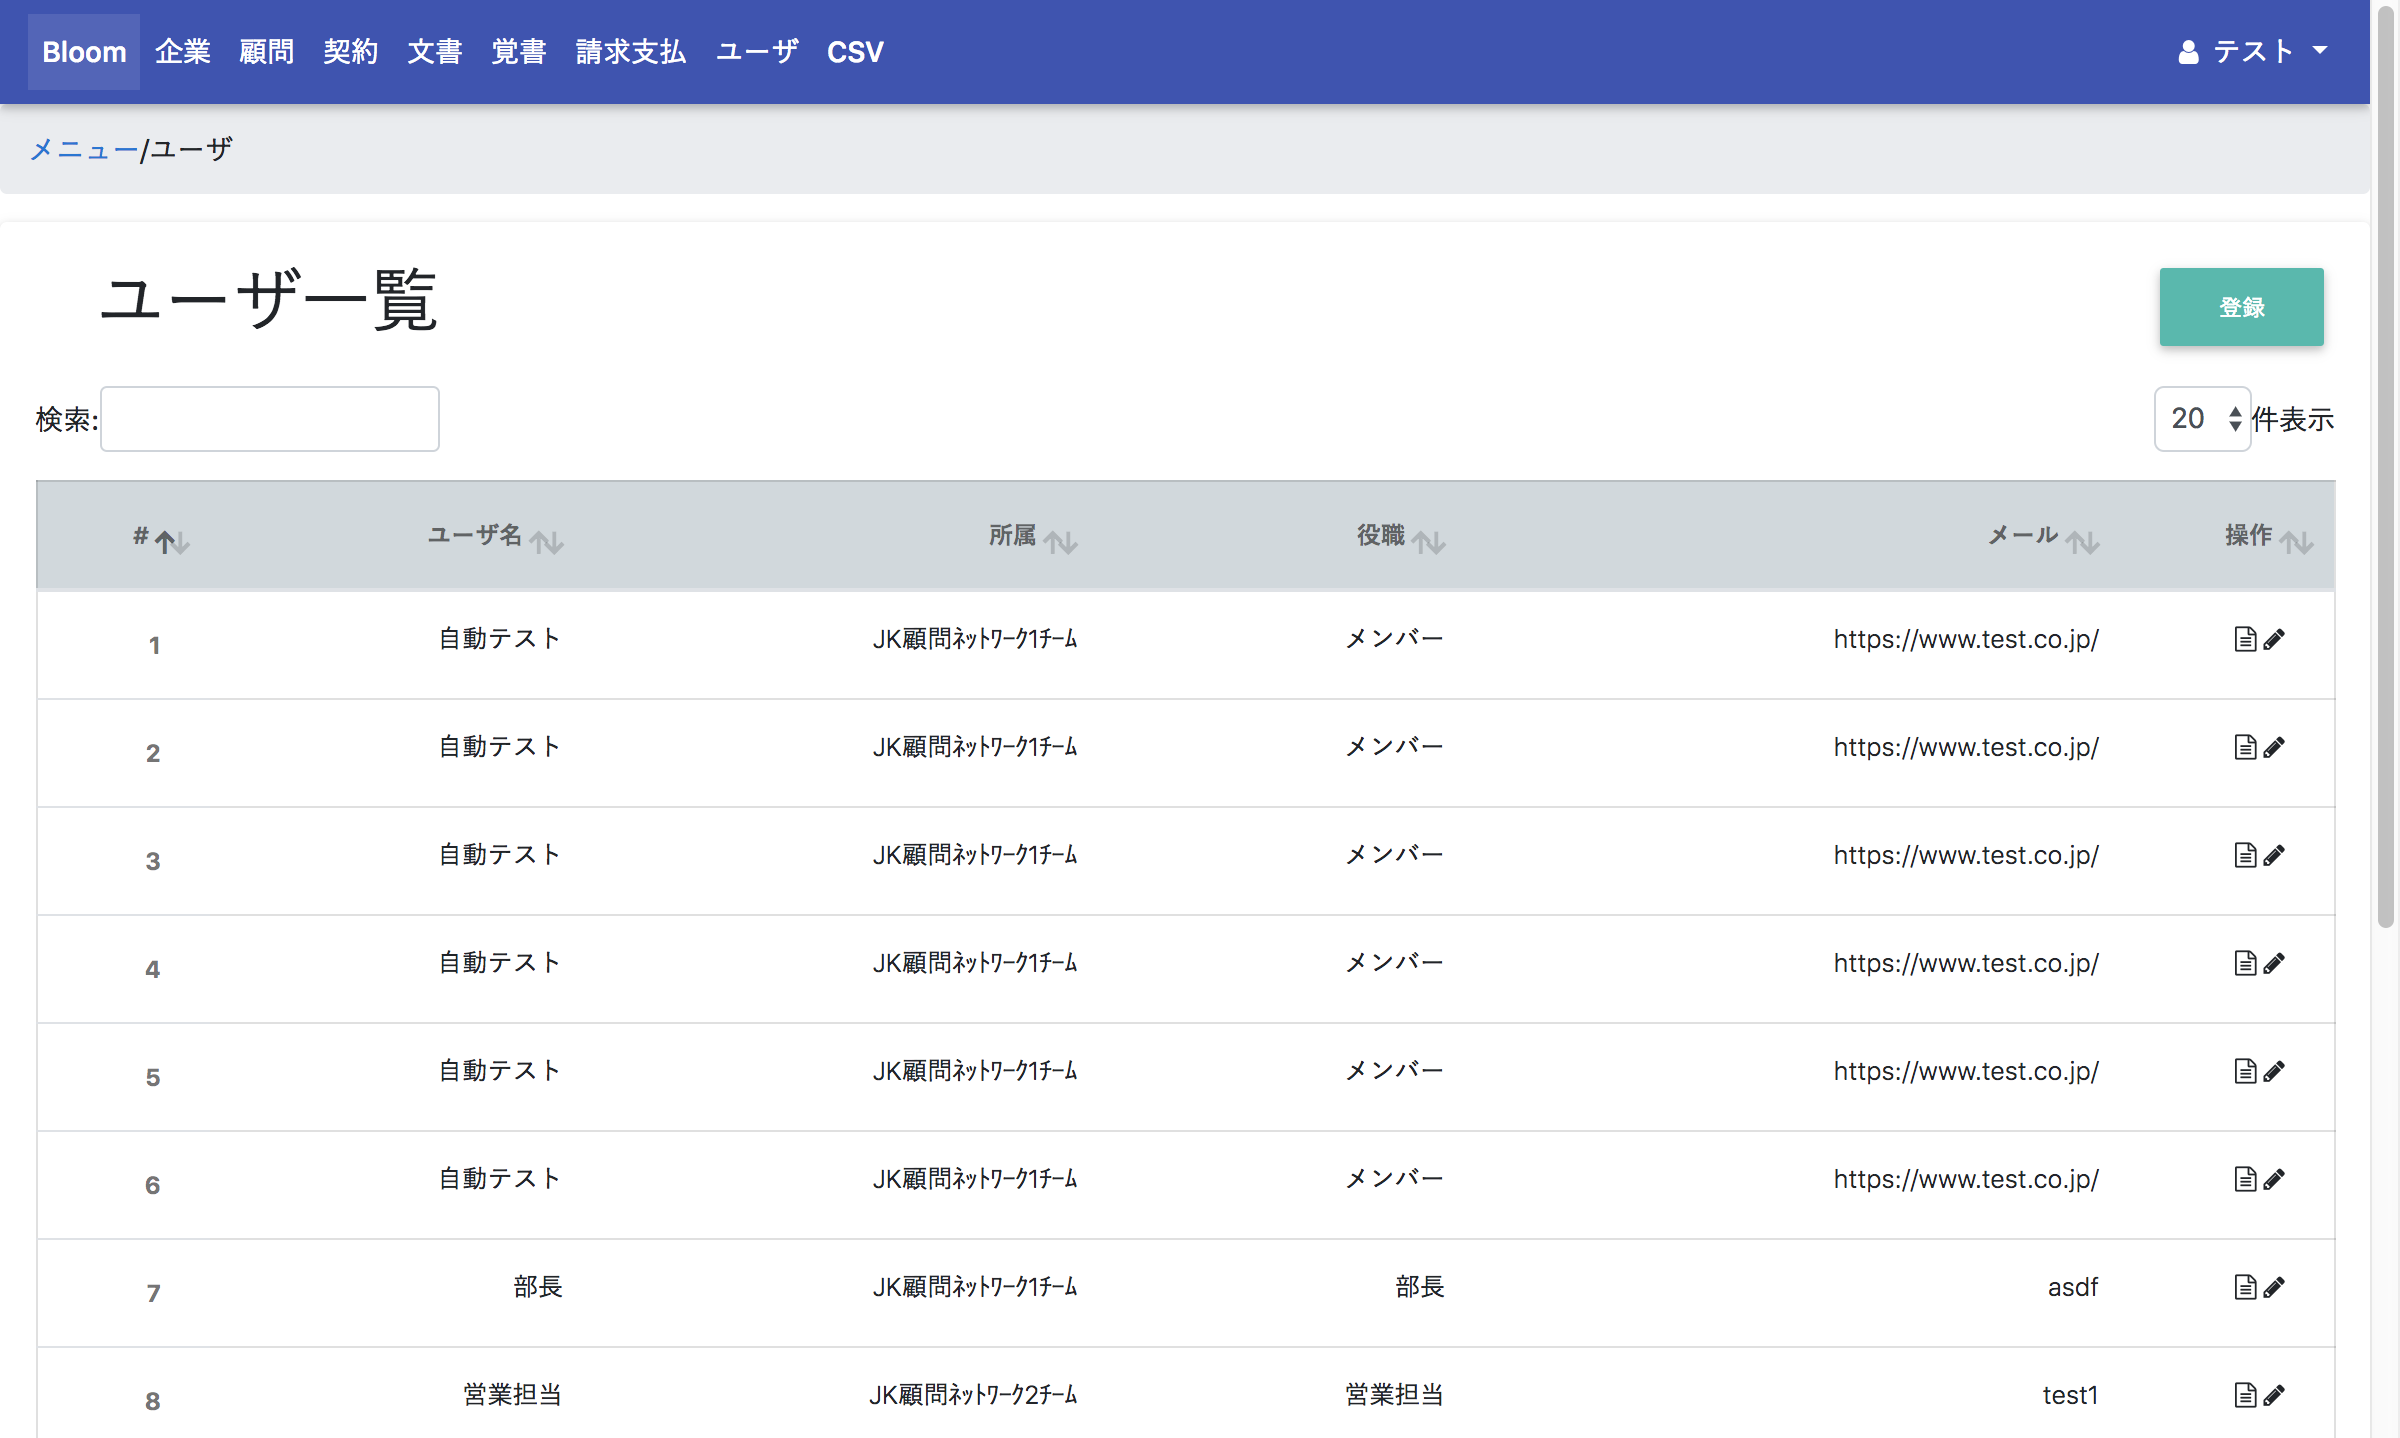 Bloom 企業 顧問 契約 文書 覚書 請求支払 ユーザ CSV テスト
メニュー/ユーザ
ユーザ一覧
登録
検索: 20 件表示
# ユーザ名 所属 役職 メール 操作
1 自動テスト JK顧問ﾈｯﾄﾜｰｸ1ﾁｰﾑ メンバー https://www.test.co.jp/
2 自動テスト JK顧問ﾈｯﾄﾜｰｸ1ﾁｰﾑ メンバー https://www.test.co.jp/
3 自動テスト JK顧問ﾈｯﾄﾜｰｸ1ﾁｰﾑ メンバー https://www.test.co.jp/
4 自動テスト JK顧問ﾈｯﾄﾜｰｸ1ﾁｰﾑ メンバー https://www.test.co.jp/
5 自動テスト JK顧問ﾈｯﾄﾜｰｸ1ﾁｰﾑ メンバー https://www.test.co.jp/
6 自動テスト JK顧問ﾈｯﾄﾜｰｸ1ﾁｰﾑ メンバー https://www.test.co.jp/
7 部長 JK顧問ﾈｯﾄﾜｰｸ1ﾁｰﾑ 部長 asdf
8 営業担当 JK顧問ﾈｯﾄﾜｰｸ2ﾁｰﾑ 営業担当 test1